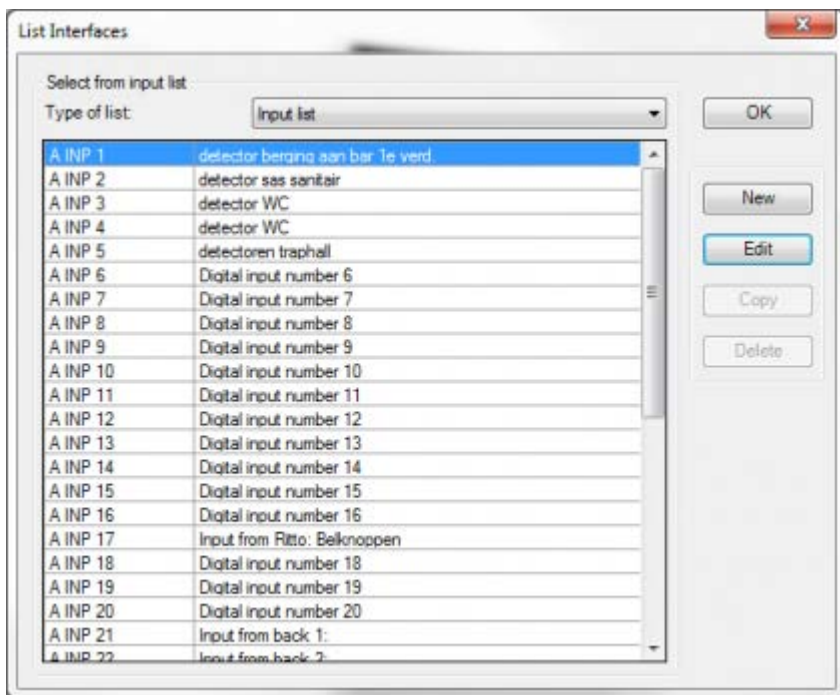 List Interfaces
Select from input list
Type of list: Input list
OK
A INP 1 detector berging aan bar 1e verd.
A INP 2 detector sas sanitair
A INP 3 detector WC
New
A INP 4 detector WC
A INP 5 detectoren traphall
Edit
A INP 6 Digital input number 6
A INP 7 Digital input number 7
Copy
A INP 8 Digital input number 8
A INP 9 Digital input number 9
Delete
A INP 10 Digital input number 10
A INP 11 Digital input number 11
A INP 12 Digital input number 12
A INP 13 Digital input number 13
A INP 14 Digital input number 14
A INP 15 Digital input number 15
A INP 16 Digital input number 16
A INP 17 Input from Ritto: Belknoppen
A INP 18 Digital input number 18
A INP 19 Digital input number 19
A INP 20 Digital input number 20
A INP 21 Input from back 1:
A INP 22 Input from back 2: